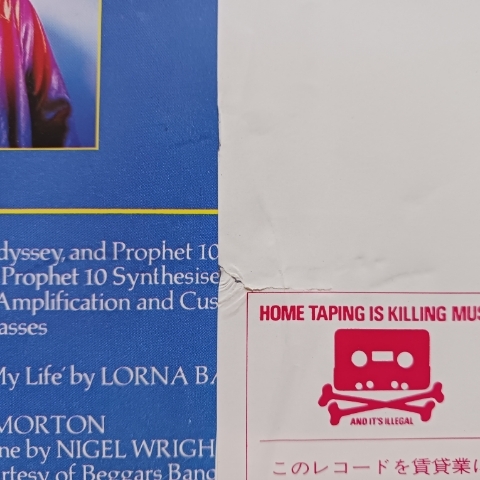 dyssey, and Prophet 10
Prophet 10 Synthesise
Amplification and Cus
asses
My Life' by LORNA BA
MORTON
ne by NIGEL WRIGH
rtesy of Beggars Banq
HOME TAPING IS KILLING MUS
AND IT'S ILLEGAL
このレコードを賃貸業に